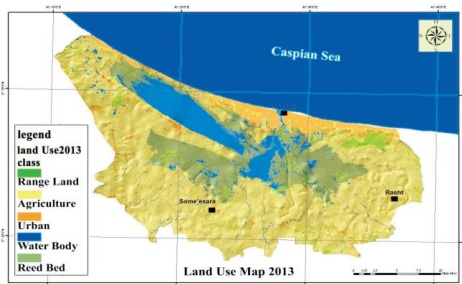 Caspian Sea
legend
land Use2013
class
Range Land
Agriculture
Urban
Water Body
Reed Bed
Some'esara
Rasht
Land Use Map 2013